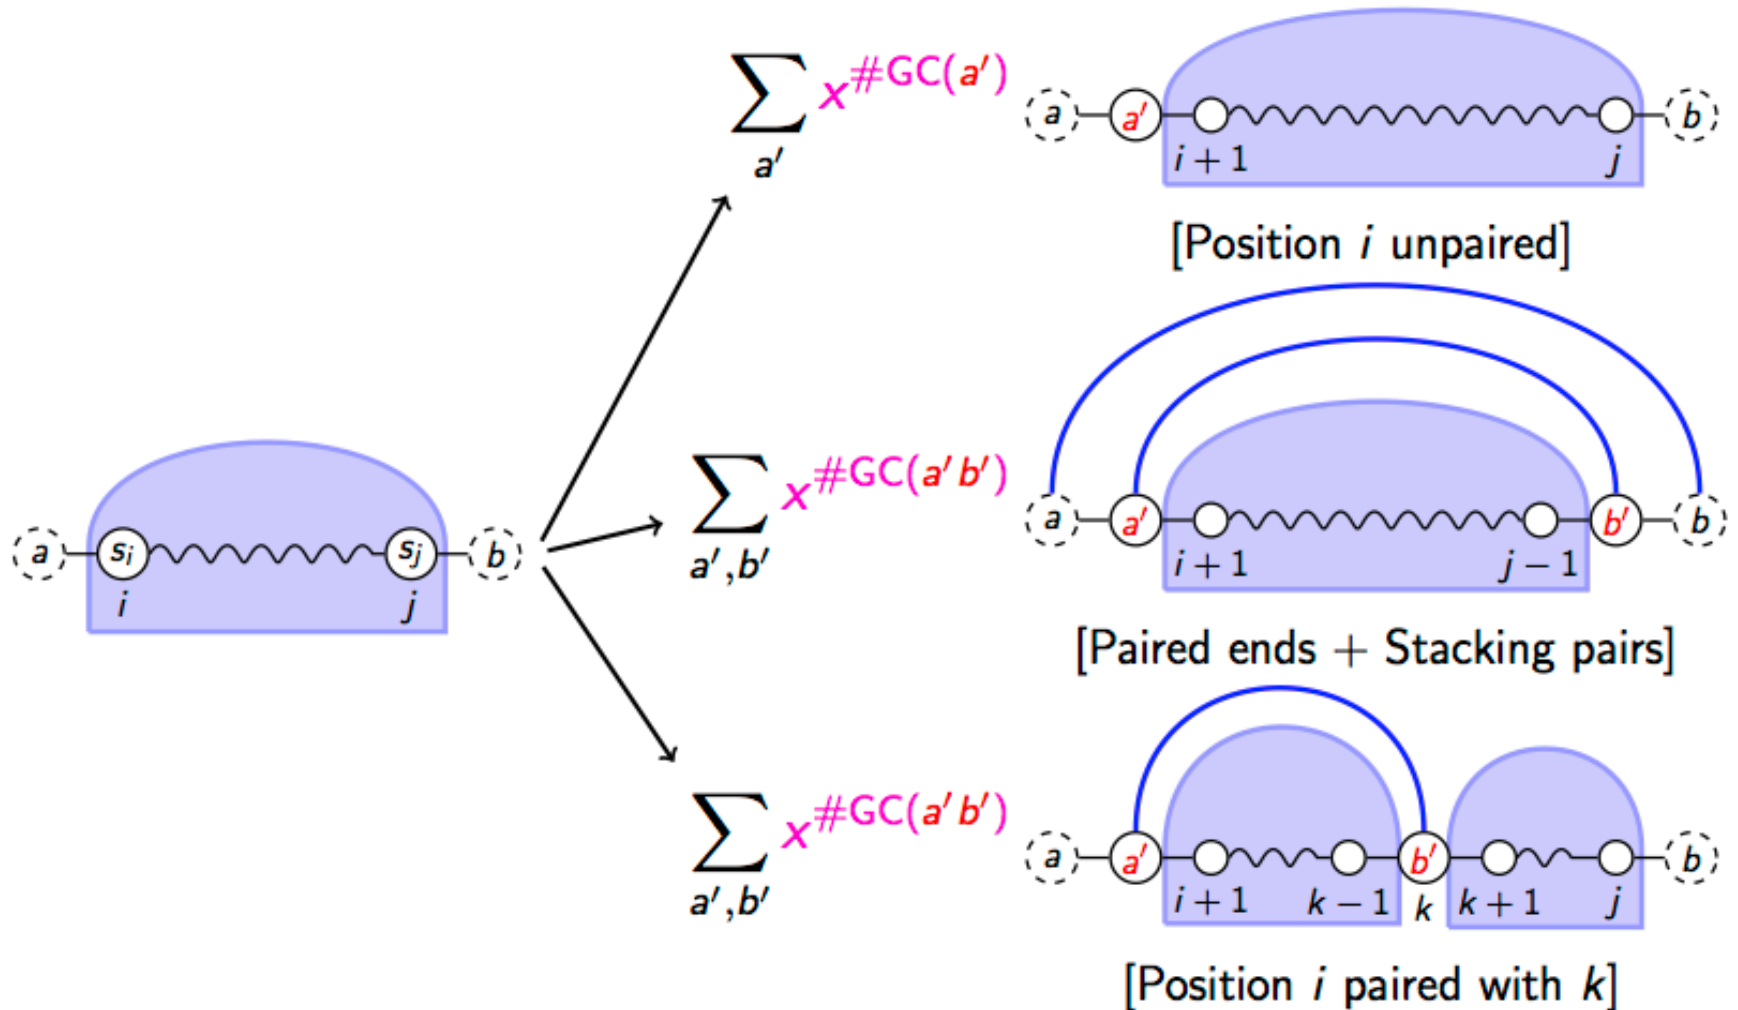 ∑ x^#GC(a′)
a′
a a′ b
i + 1 j
[Position i unpaired]
∑ x^#GC(a′b′)
a′,b′
a a′ b′ b
i + 1 j − 1
[Paired ends + Stacking pairs]
a s_i s_j b
i j
∑ x^#GC(a′b′)
a′,b′
a a′ b′ b
i + 1 k − 1 k k + 1 j
[Position i paired with k]